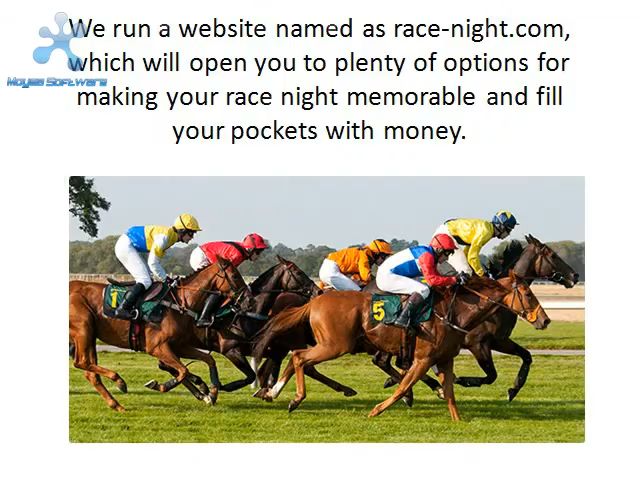 We run a website named as race-night.com,
which will open you to plenty of options for
making your race night memorable and fill
your pockets with money.
Moyea Software
1
5